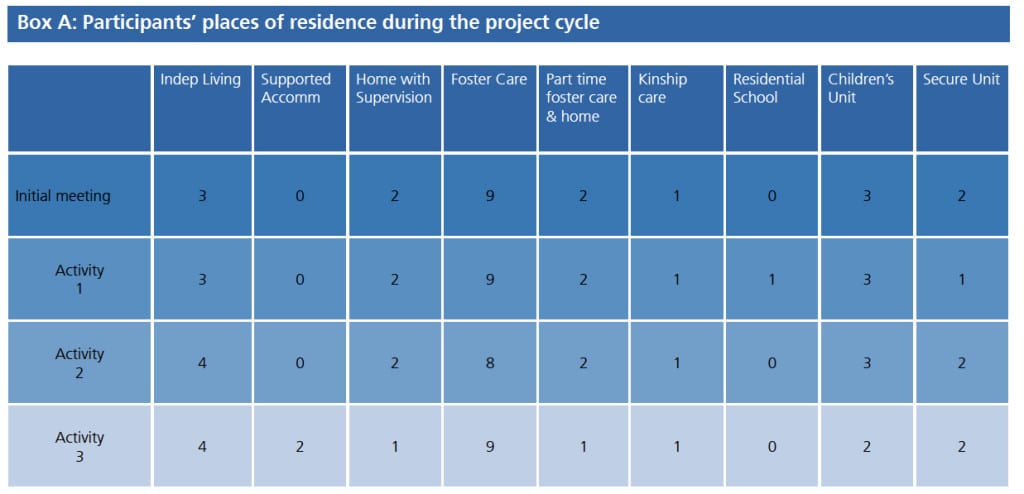 Box A: Participants’ places of residence during the project cycle
Indep Living Supported Accomm Home with Supervision Foster Care Part time foster care & home Kinship care Residential School Children’s Unit Secure Unit
Initial meeting 3 0 2 9 2 1 0 3 2
Activity 1 3 0 2 9 2 1 1 3 1
Activity 2 4 0 2 8 2 1 0 3 2
Activity 3 4 2 1 9 1 1 0 2 2